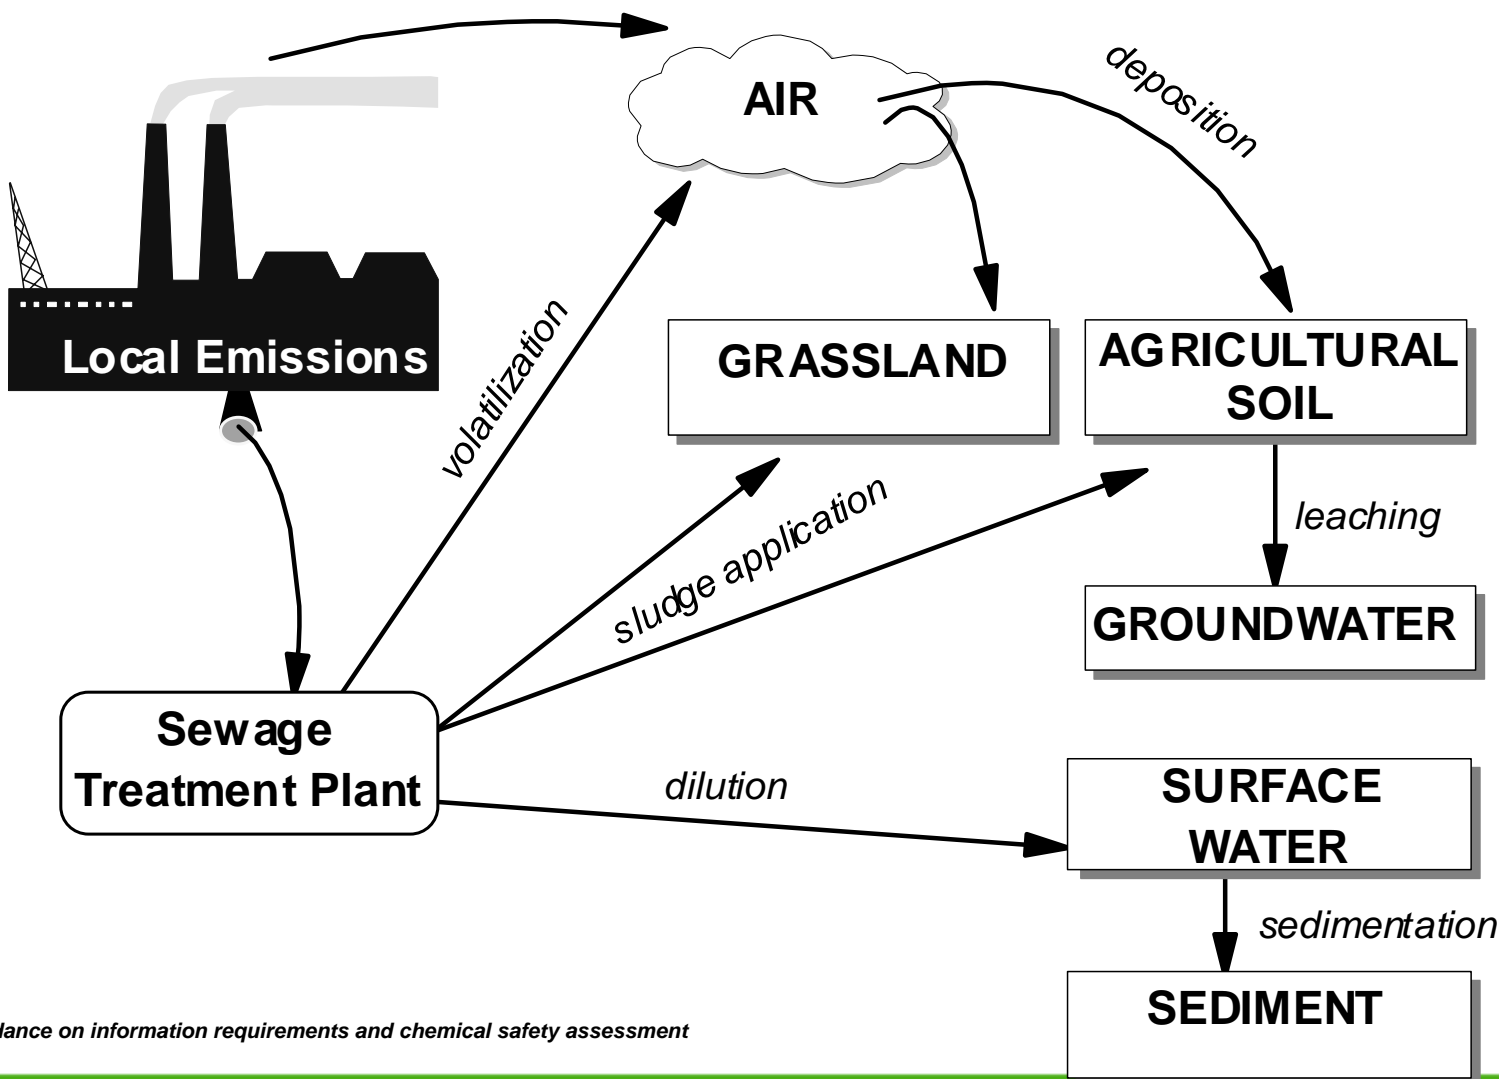 AIR
deposition
Local Emissions
volatilization
GRASSLAND
AGRICULTURAL
SOIL
sludge application
leaching
GROUNDWATER
Sewage
Treatment Plant
dilution
SURFACE
WATER
sedimentation
SEDIMENT
on information requirements and chemical safety assessment